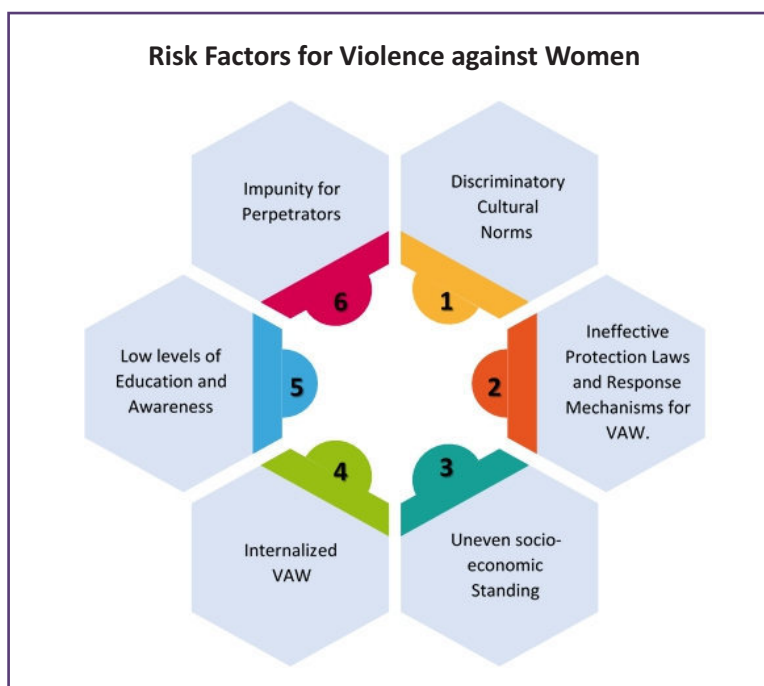 Risk Factors for Violence against Women
Discriminatory
Cultural
Norms
1
Ineffective
Protection Laws
and Response
Mechanisms for
VAW.
2
Uneven socio-
economic
Standing
3
Internalized
VAW
4
Low levels of
Education and
Awareness
5
Impunity for
Perpetrators
6